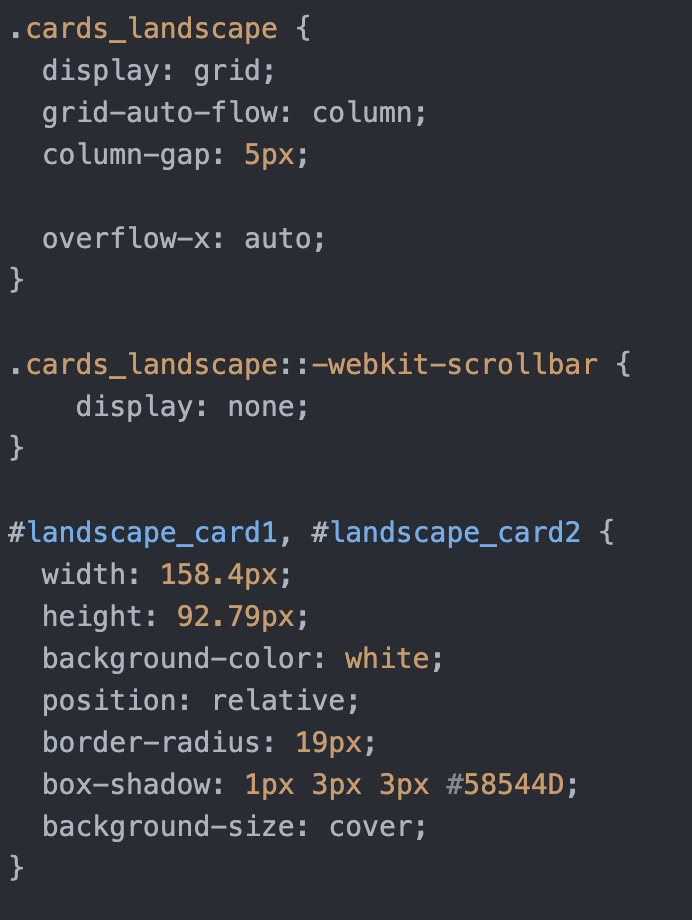 .cards_landscape {
  display: grid;
  grid-auto-flow: column;
  column-gap: 5px;

  overflow-x: auto;
}

.cards_landscape::-webkit-scrollbar {
    display: none;
}

#landscape_card1, #landscape_card2 {
  width: 158.4px;
  height: 92.79px;
  background-color: white;
  position: relative;
  border-radius: 19px;
  box-shadow: 1px 3px 3px #58544D;
  background-size: cover;
}